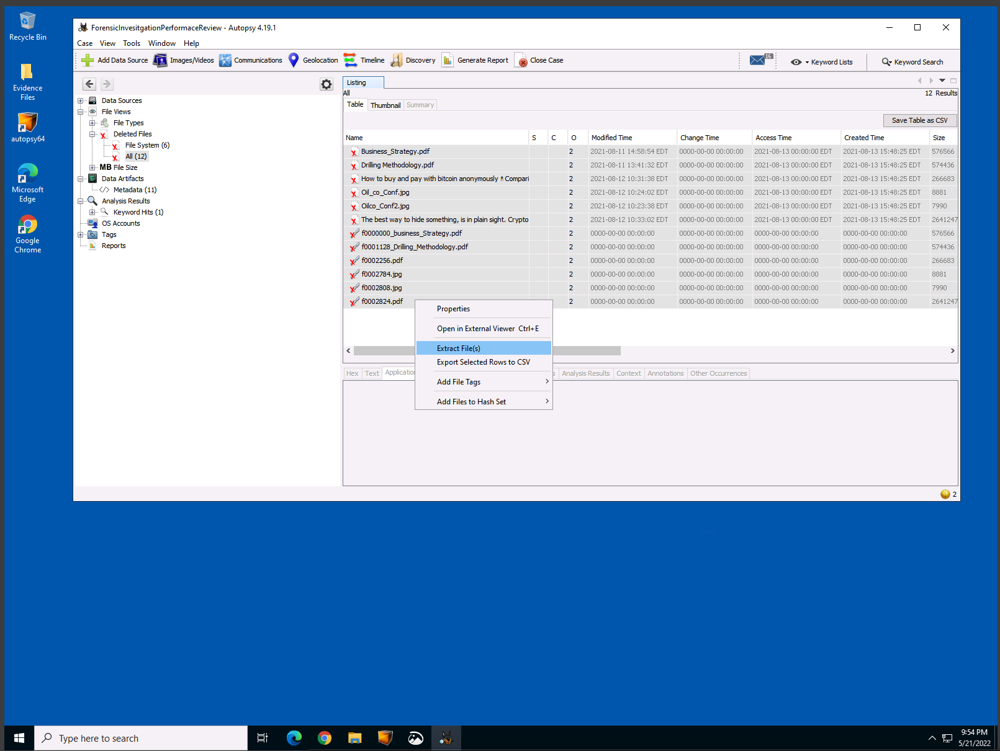 Recycle Bin
Evidence
Files
autopsy64
Microsoft
Edge
Google
Chrome
ForensicInvesitgationPerformaceReview - Autopsy 4.19.1
Case View Tools Window Help
Add Data Source Images/Videos Communications Geolocation Timeline Discovery Generate Report Close Case 16 Keyword Lists Keyword Search
Data Sources
File Views
File Types
Deleted Files
File System (6)
All (12)
MB File Size
Data Artifacts
Metadata (11)
Analysis Results
Keyword Hits (1)
OS Accounts
Tags
Reports
Listing
All 12 Results
Table Thumbnail Summary
Save Table as CSV
Name S C O Modified Time Change Time Access Time Created Time Size
Business_Strategy.pdf 2 2021-08-11 14:58:54 EDT 0000-00-00 00:00:00 2021-08-13 00:00:00 EDT 2021-08-13 15:48:25 EDT 576566
Drilling Methodology.pdf 2 2021-08-11 13:41:32 EDT 0000-00-00 00:00:00 2021-08-13 00:00:00 EDT 2021-08-13 15:48:25 EDT 574436
How to buy and pay with bitcoin anonymously Compari 2 2021-08-12 10:31:38 EDT 0000-00-00 00:00:00 2021-08-13 00:00:00 EDT 2021-08-13 15:48:25 EDT 266683
Oil_co_Conf.jpg 2 2021-08-12 10:24:02 EDT 0000-00-00 00:00:00 2021-08-13 00:00:00 EDT 2021-08-13 15:48:25 EDT 8881
Oilco_Conf2.jpg 2 2021-08-12 10:23:38 EDT 0000-00-00 00:00:00 2021-08-13 00:00:00 EDT 2021-08-13 15:48:25 EDT 7990
The best way to hide something, is in plain sight. Crypto 2 2021-08-12 10:33:02 EDT 0000-00-00 00:00:00 2021-08-13 00:00:00 EDT 2021-08-13 15:48:25 EDT 2641247
f0000000_business_Strategy.pdf 2 0000-00-00 00:00:00 0000-00-00 00:00:00 0000-00-00 00:00:00 0000-00-00 00:00:00 576566
f0001128_Drilling_Methodology.pdf 2 0000-00-00 00:00:00 0000-00-00 00:00:00 0000-00-00 00:00:00 0000-00-00 00:00:00 574436
f0002256.pdf 2 0000-00-00 00:00:00 0000-00-00 00:00:00 0000-00-00 00:00:00 0000-00-00 00:00:00 266683
f0002784.jpg 2 0000-00-00 00:00:00 0000-00-00 00:00:00 0000-00-00 00:00:00 0000-00-00 00:00:00 8881
f0002808.jpg 2 0000-00-00 00:00:00 0000-00-00 00:00:00 0000-00-00 00:00:00 0000-00-00 00:00:00 7990
f0002824.pdf 2 0000-00-00 00:00:00 0000-00-00 00:00:00 0000-00-00 00:00:00 0000-00-00 00:00:00 2641247
Properties
Open in External Viewer Ctrl+E
Extract File(s)
Export Selected Rows to CSV
Add File Tags
Add Files to Hash Set
Hex Text Application s Analysis Results Context Annotations Other Occurrences
2
Type here to search
9:54 PM
5/21/2022